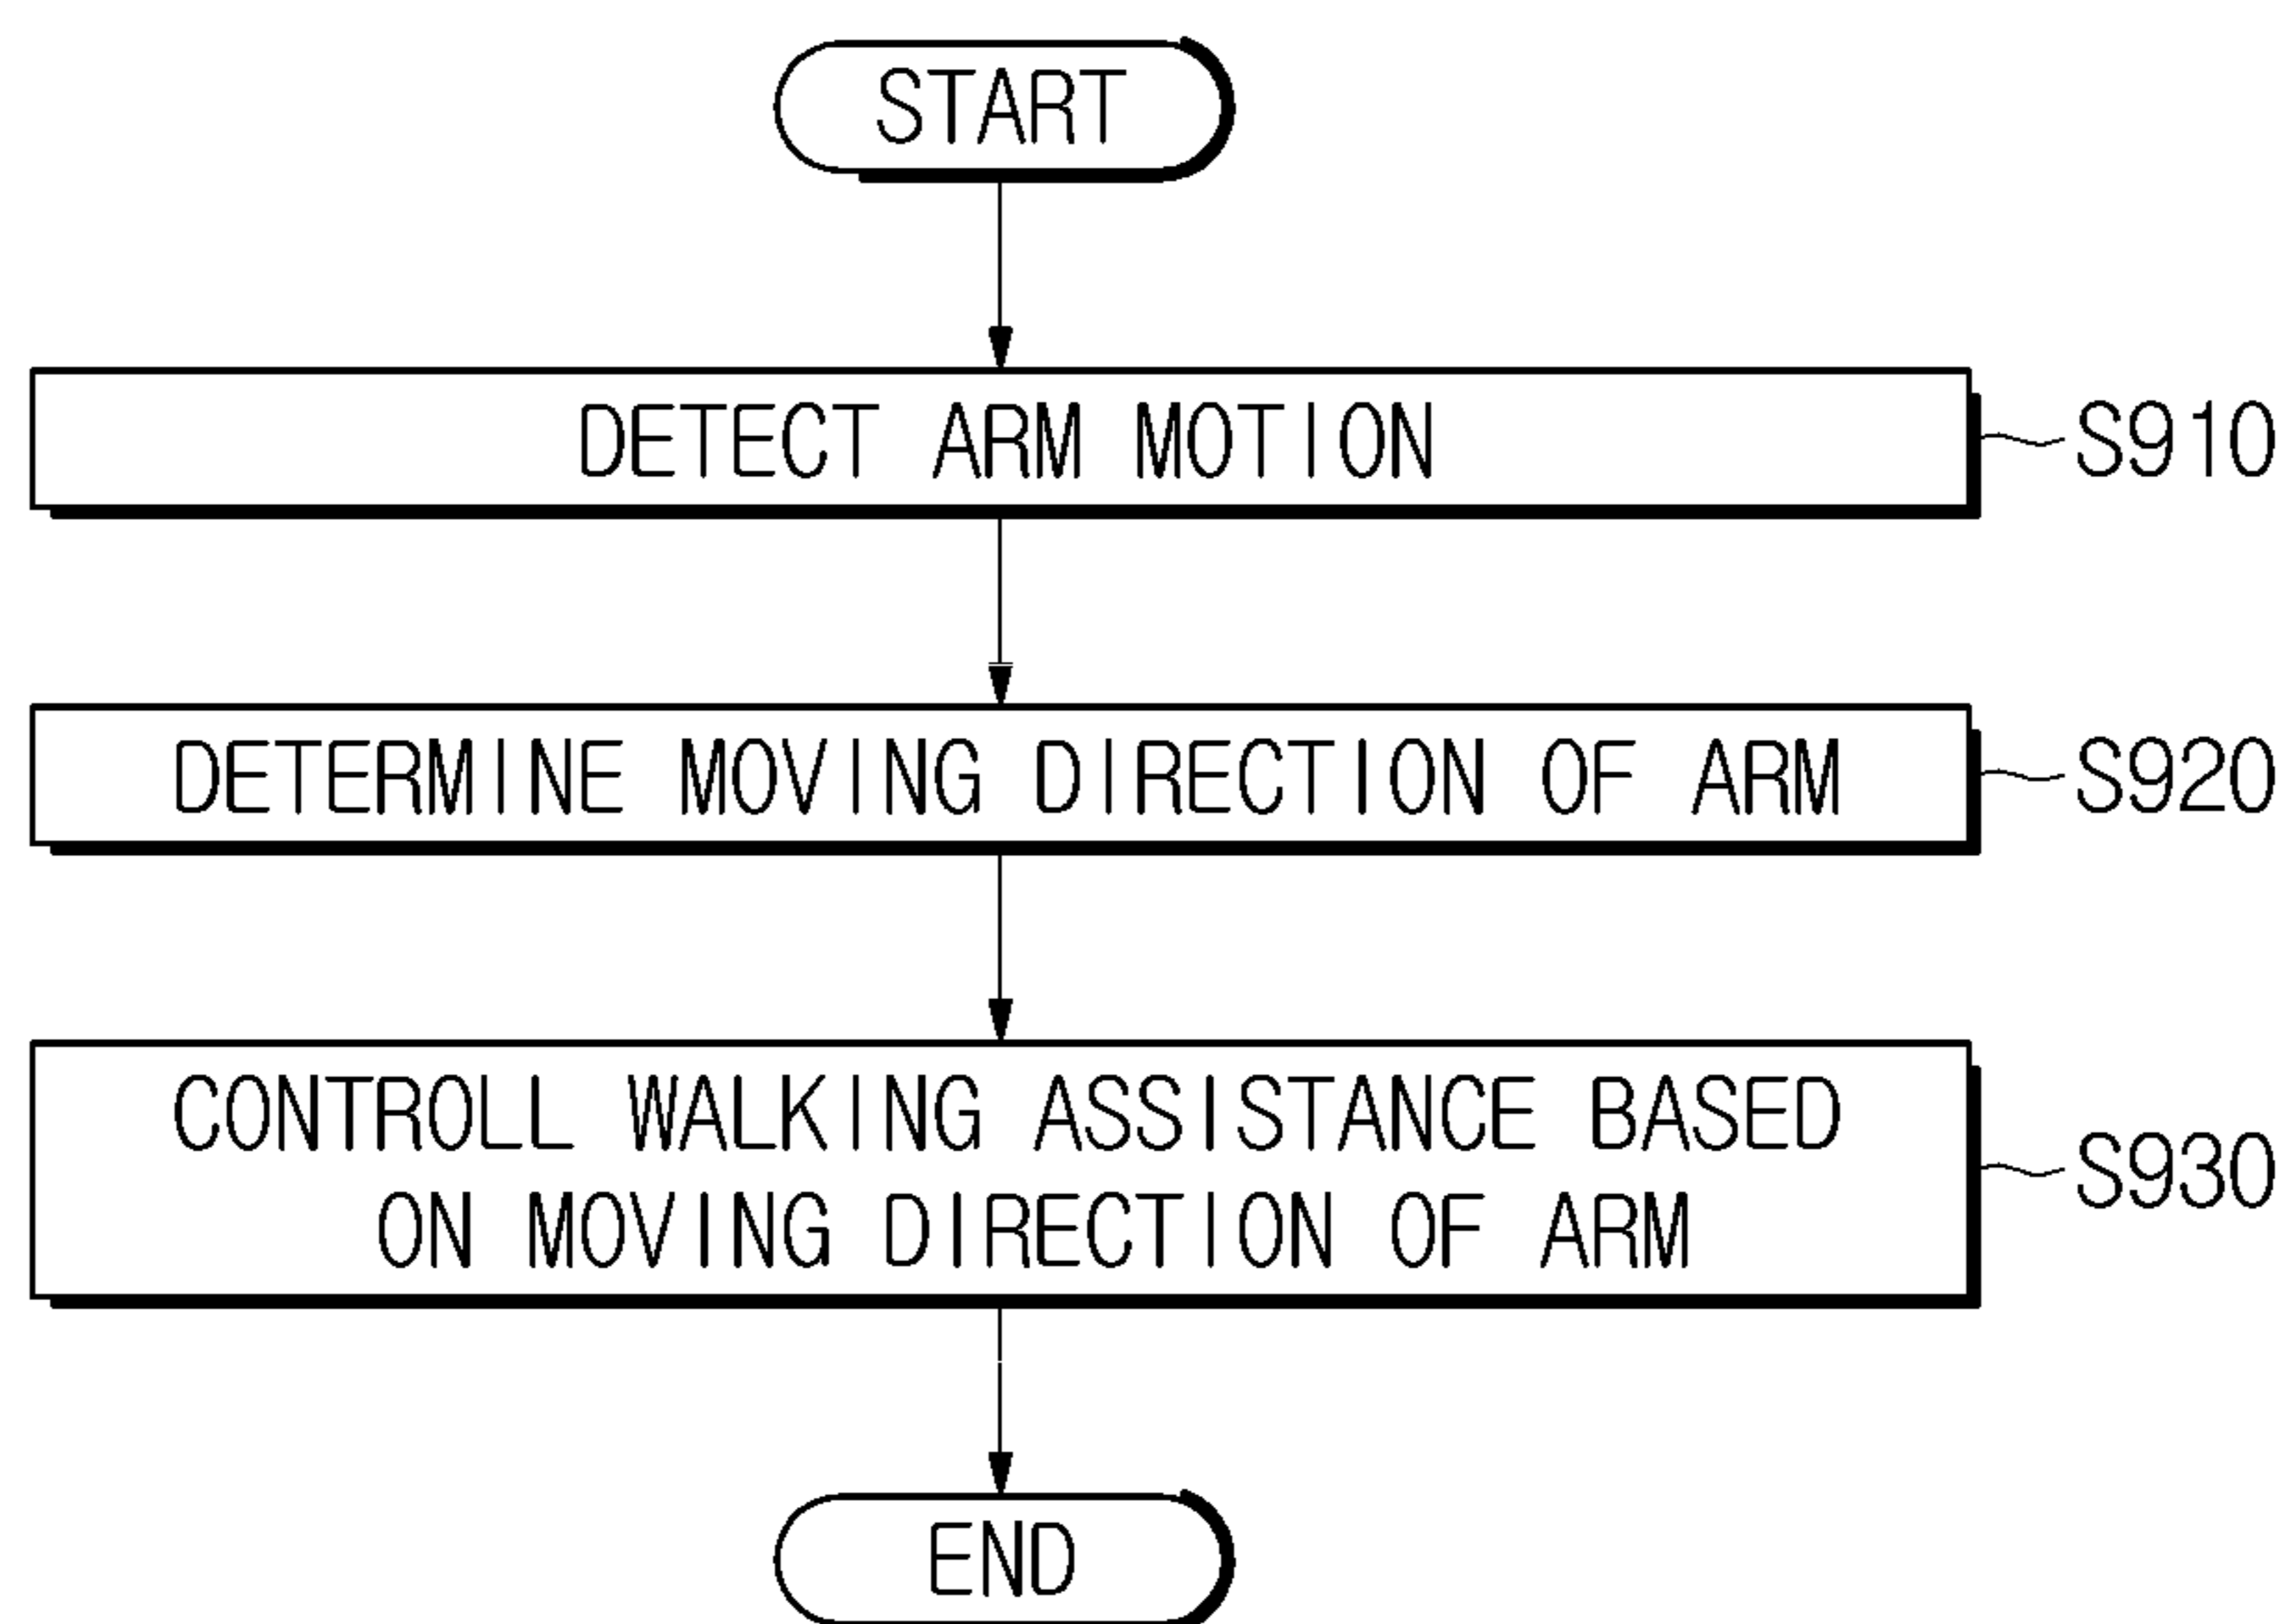 START
DETECT ARM MOTION
S910
DETERMINE MOVING DIRECTION OF ARM
S920
CONTROLL WALKING ASSISTANCE BASED
ON MOVING DIRECTION OF ARM
S930
END